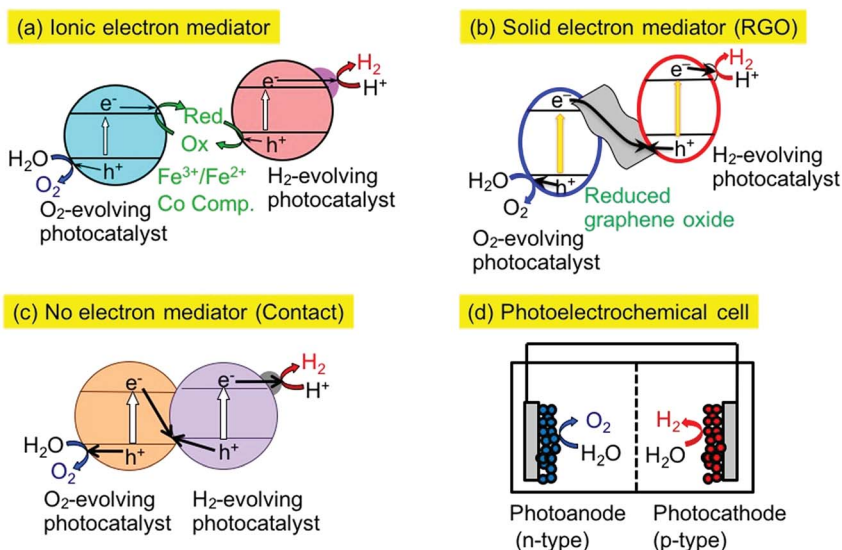 (a) Ionic electron mediator
e⁻
H₂
H⁺
e⁻
Red
Ox
h⁺
H₂O
O₂
h⁺
Fe³⁺/Fe²⁺
Co Comp.
H₂-evolving
photocatalyst
O₂-evolving
photocatalyst
(b) Solid electron mediator (RGO)
e⁻
H₂
H⁺
e⁻
h⁺
H₂-evolving
photocatalyst
H₂O
O₂
h⁺
Reduced
graphene oxide
O₂-evolving
photocatalyst
(c) No electron mediator (Contact)
e⁻
e⁻
H₂
H⁺
H₂O
O₂
h⁺
h⁺
O₂-evolving
photocatalyst
H₂-evolving
photocatalyst
(d) Photoelectrochemical cell
O₂
H₂O
H₂
H₂O
Photoanode
(n-type)
Photocathode
(p-type)